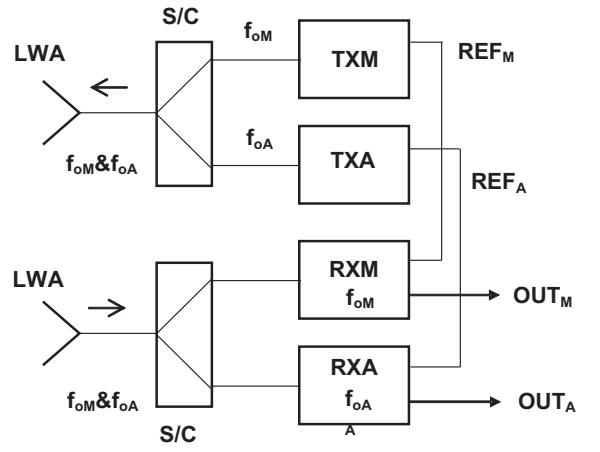 S/C
LWA
f_oM
TXM
REF_M
f_oM&f_oA
f_oA
TXA
REF_A
LWA
RXM
f_oM
OUT_M
f_oM&f_oA
RXA
f_oA
A
OUT_A
S/C